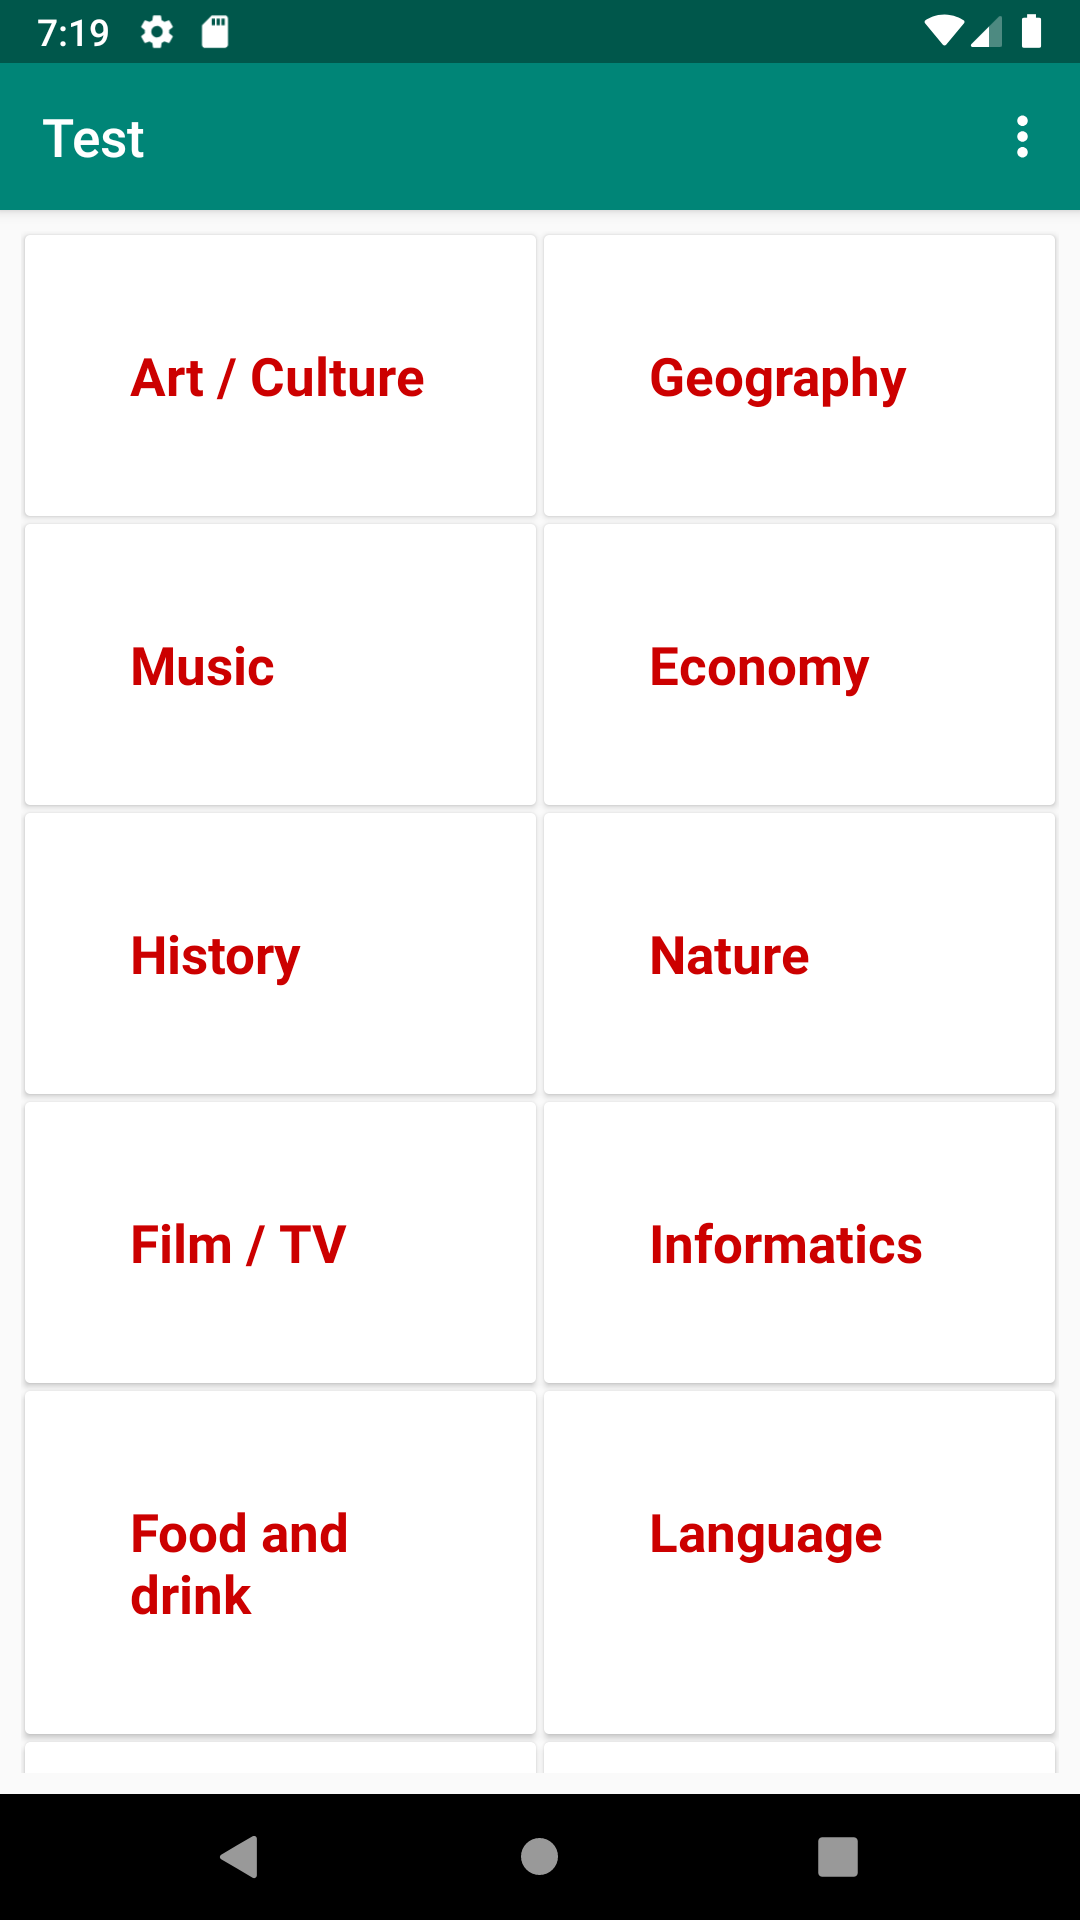 7:19
Test
Art / Culture
Geography
Music
Economy
History
Nature
Film / TV
Informatics
Food and
drink
Language